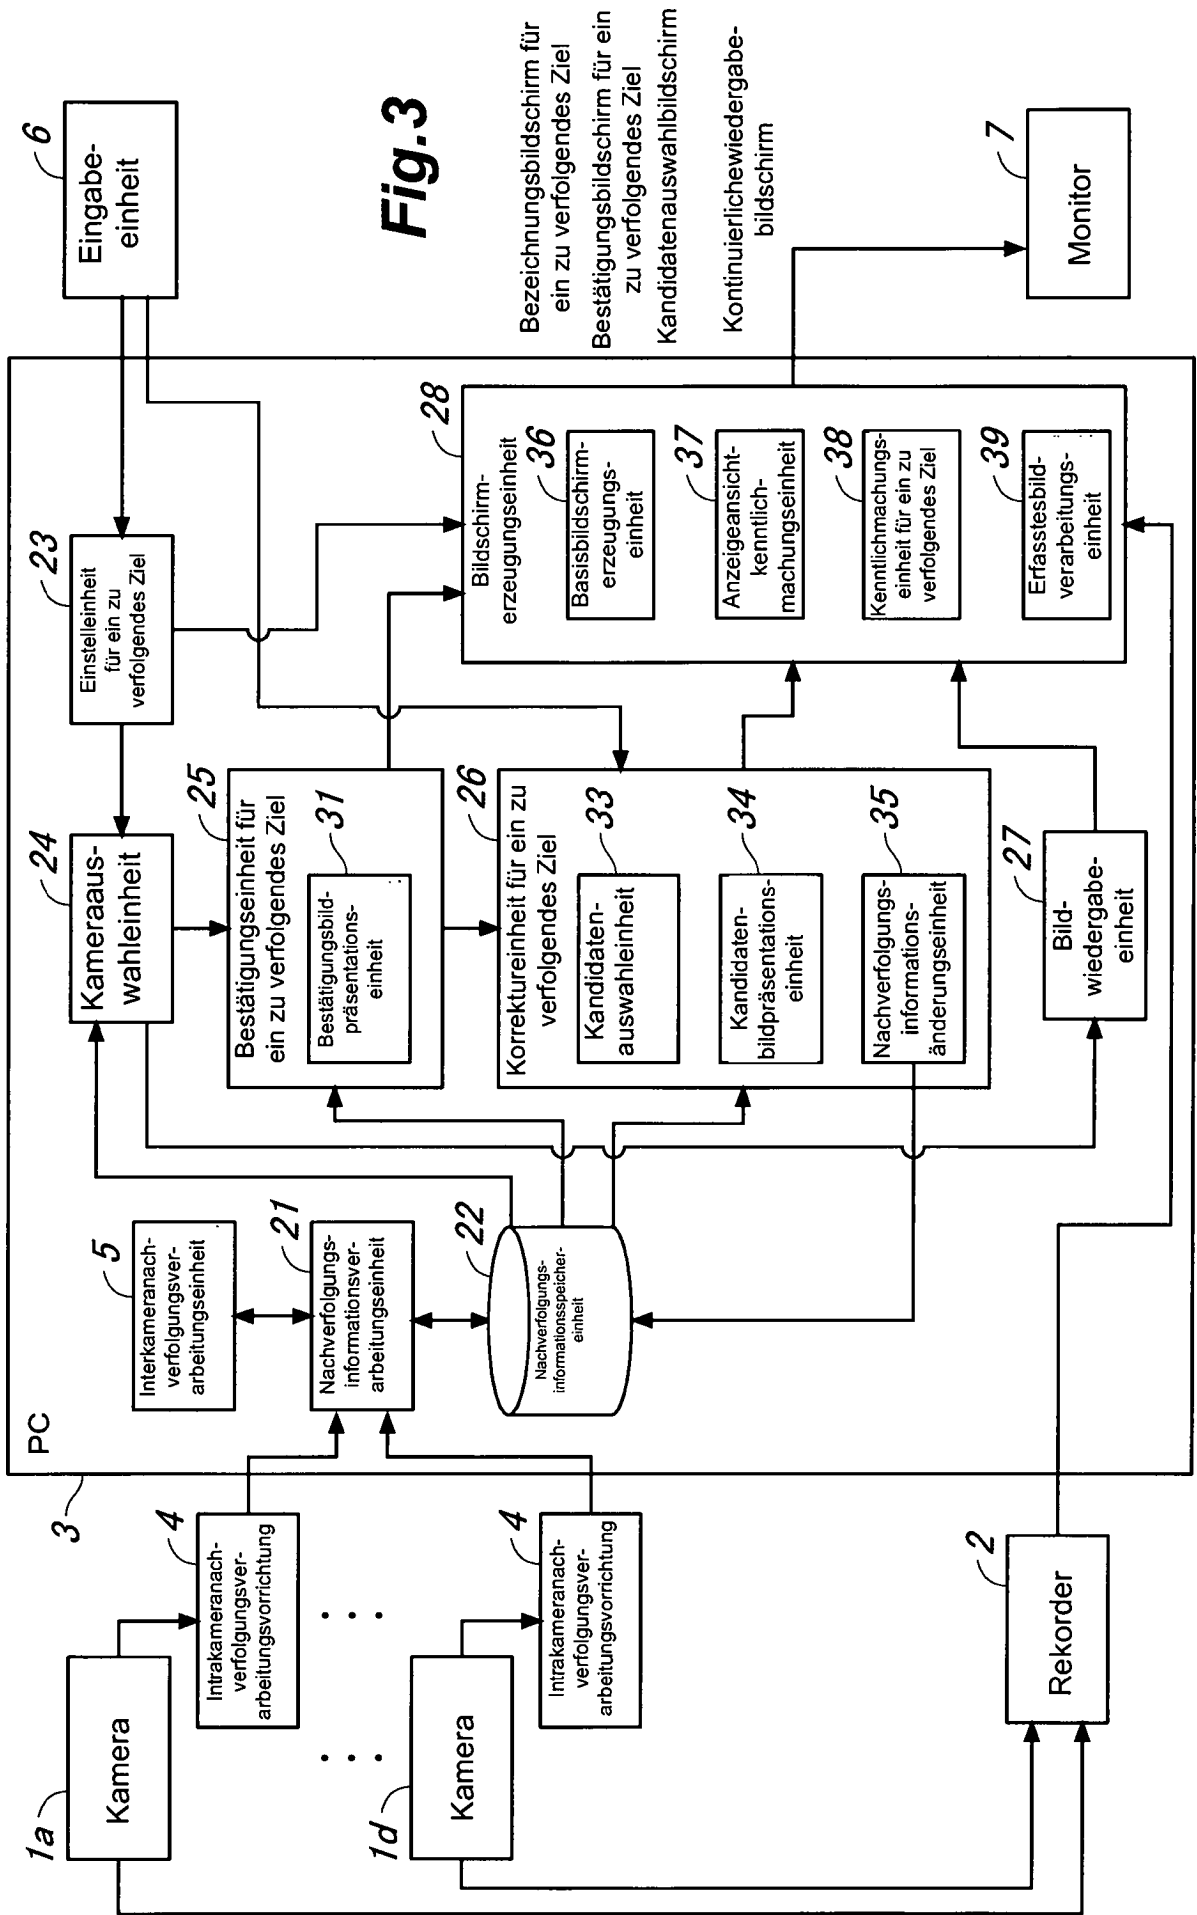 Fig.3
1a
Kamera
4
Intrakameranach-
verfolgungsver-
arbeitungsvorrichtung
1d
Kamera
4
Intrakameranach-
verfolgungsver-
arbeitungsvorrichtung
2
Rekorder
3
PC
5
Interkameranach-
verfolgungsver-
arbeitungseinheit
21
Nachverfolgungs-
informationsver-
arbeitungseinheit
22
Nachverfolgungs-
informationsspeicher-
einheit
24
Kameraaus-
wahleinheit
23
Einstelleinheit
für ein zu
verfolgendes Ziel
25
Bestätigungseinheit für
ein zu verfolgendes Ziel
31
Bestätigungsbild-
präsentations-
einheit
26
Korrektureinheit für ein zu
verfolgendes Ziel
33
Kandidaten-
auswahleinheit
34
Kandidaten-
bildpräsentations-
einheit
35
Nachverfolgungs-
informations-
änderungseinheit
27
Bild-
wiedergabe-
einheit
28
Bildschirm-
erzeugungseinheit
36
Basisbildschirm-
erzeugungs-
einheit
37
Anzeigeansicht-
kenntlich-
machungseinheit
38
Kenntlichmachungs-
einheit für ein zu
verfolgendes Ziel
39
Erfasstesbild-
verarbeitungs-
einheit
6
Eingabe-
einheit
Bezeichnungsbildschirm für
ein zu verfolgendes Ziel
Bestätigungsbildschirm für ein
zu verfolgendes Ziel
Kandidatenauswahlbildschirm
Kontinuierlichewiedergabe-
bildschirm
7
Monitor